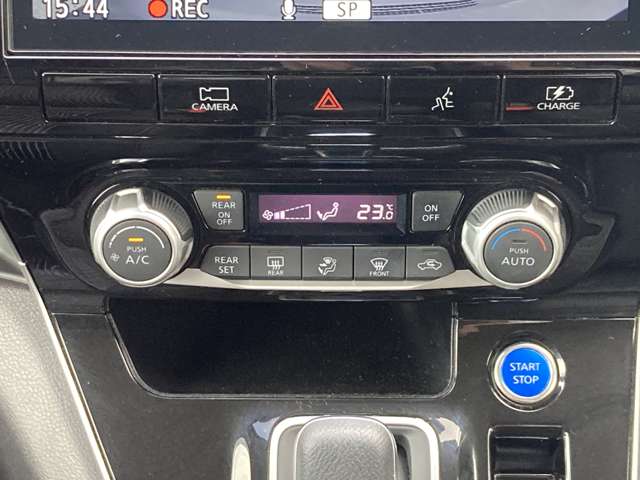 15:44 REC SP
CAMERA CHARGE
REAR
ON
OFF
23.0°C
ON
OFF
PUSH
A/C
REAR
SET
REAR
FRONT
PUSH
AUTO
START
STOP